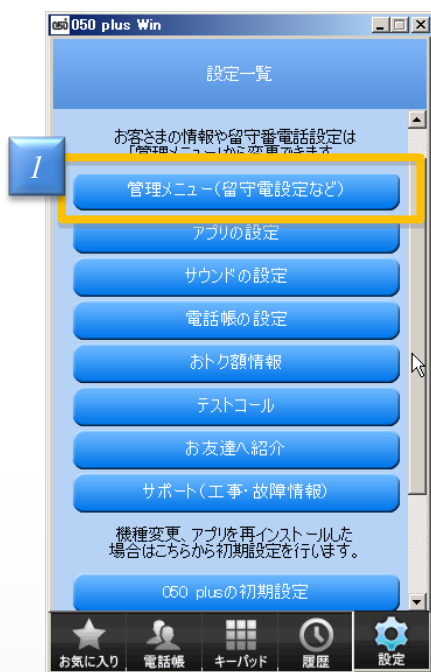 050 050 plus Win
設定一覧
お客さまの情報や留守番電話設定は
「管理メニュー」から変更できます
1
管理メニュー(留守電設定など)
アプリの設定
サウンドの設定
電話帳の設定
おトク額情報
テストコール
お友達へ紹介
サポート(工事・故障情報)
機種変更、アプリを再インストールした
場合はこちらから初期設定を行います。
050 plusの初期設定
お気に入り 電話帳 キーパッド 履歴 設定